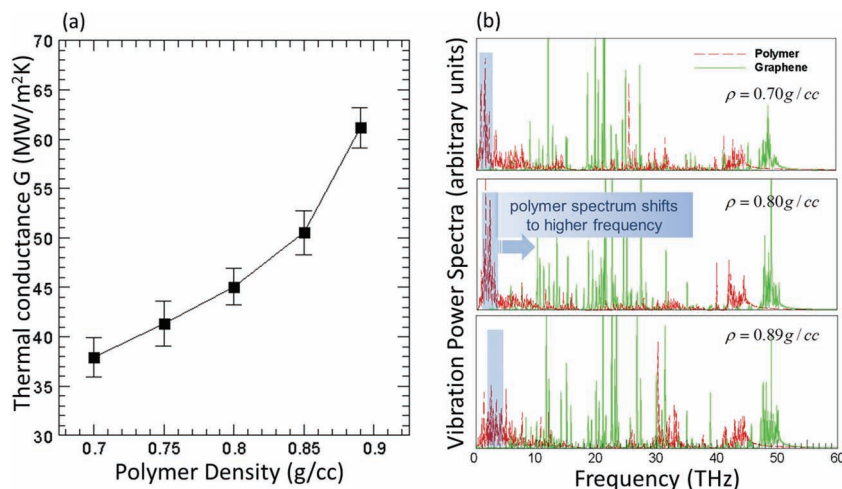 (a)
Thermal conductance G (MW/m²K)
70
65
60
55
50
45
40
35
30
0.7 0.75 0.8 0.85 0.9
Polymer Density (g/cc)
(b)
Vibration Power Spectra (arbitrary units)
Polymer
Graphene
ρ = 0.70g / cc
polymer spectrum shifts
to higher frequency
ρ = 0.80g / cc
ρ = 0.89g / cc
0 10 20 30 40 50 60
Frequency (THz)